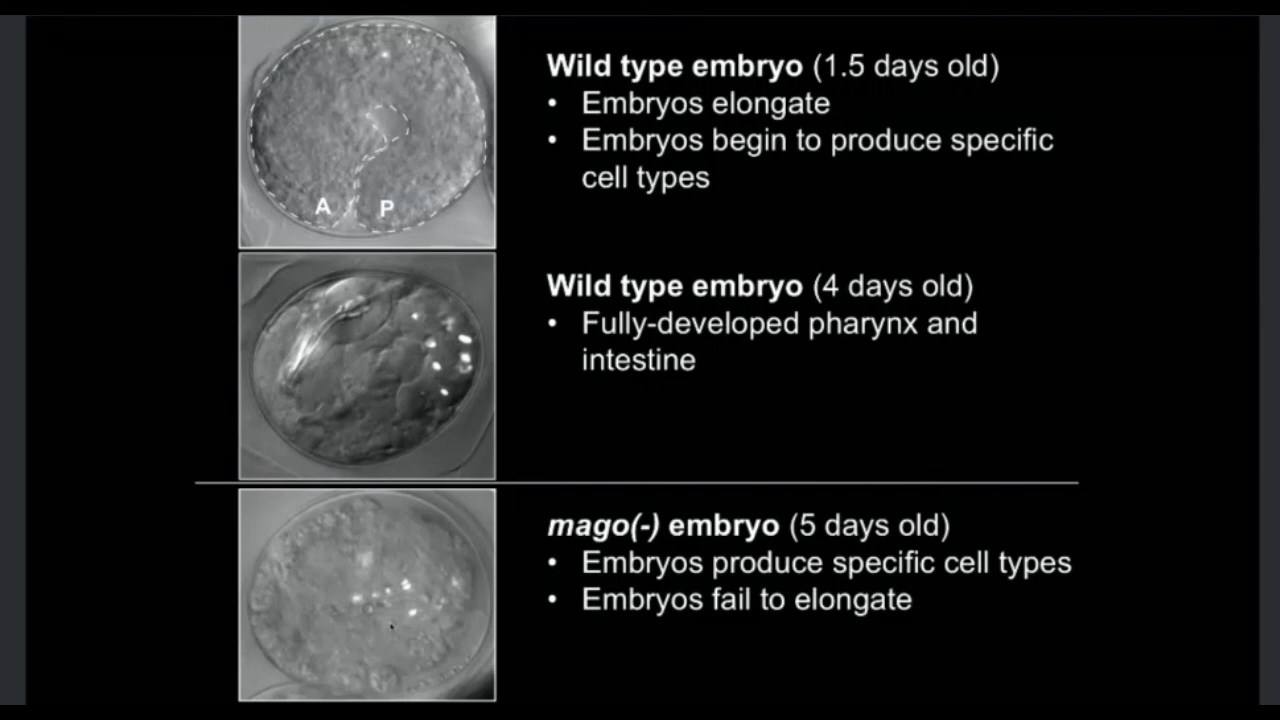 Wild type embryo (1.5 days old)
• Embryos elongate
• Embryos begin to produce specific
cell types
A P
Wild type embryo (4 days old)
• Fully-developed pharynx and
intestine
mago(-) embryo (5 days old)
• Embryos produce specific cell types
• Embryos fail to elongate